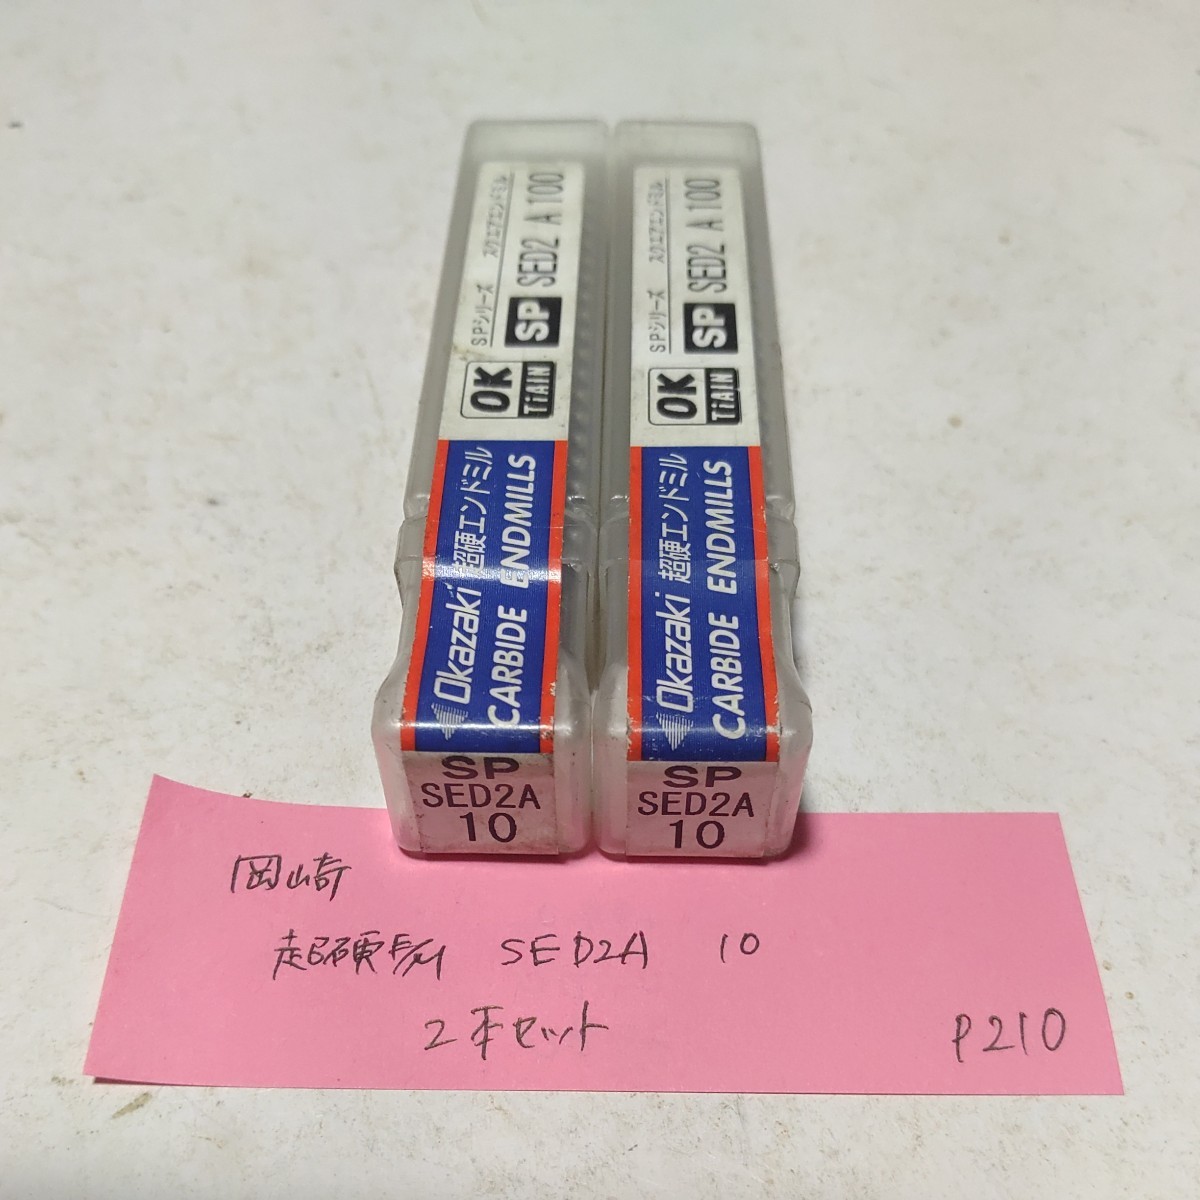 SPシリーズ スクエアエンドミル
SP SED2 A 100
OK TiAlN
Okazaki 超硬エンドミル
CARBIDE ENDMILLS
SP
SED2A
10
SPシリーズ スクエアエンドミル
SP SED2 A 100
OK TiAlN
Okazaki 超硬エンドミル
CARBIDE ENDMILLS
SP
SED2A
10
岡崎
超硬 SED2A 10
2本セット
P210